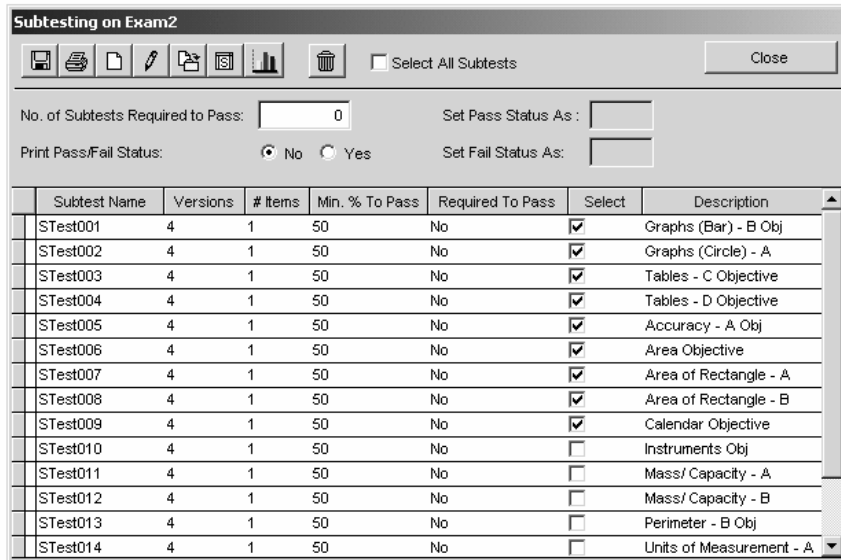 Subtesting on Exam2
Select All Subtests Close
No. of Subtests Required to Pass: 0 Set Pass Status As :
Print Pass/Fail Status: No Yes Set Fail Status As:
Subtest Name Versions # Items Min. % To Pass Required To Pass Select Description
STest001 4 1 50 No Graphs (Bar) - B Obj
STest002 4 1 50 No Graphs (Circle) - A
STest003 4 1 50 No Tables - C Objective
STest004 4 1 50 No Tables - D Objective
STest005 4 1 50 No Accuracy - A Obj
STest006 4 1 50 No Area Objective
STest007 4 1 50 No Area of Rectangle - A
STest008 4 1 50 No Area of Rectangle - B
STest009 4 1 50 No Calendar Objective
STest010 4 1 50 No Instruments Obj
STest011 4 1 50 No Mass/ Capacity - A
STest012 4 1 50 No Mass/ Capacity - B
STest013 4 1 50 No Perimeter - B Obj
STest014 4 1 50 No Units of Measurement - A